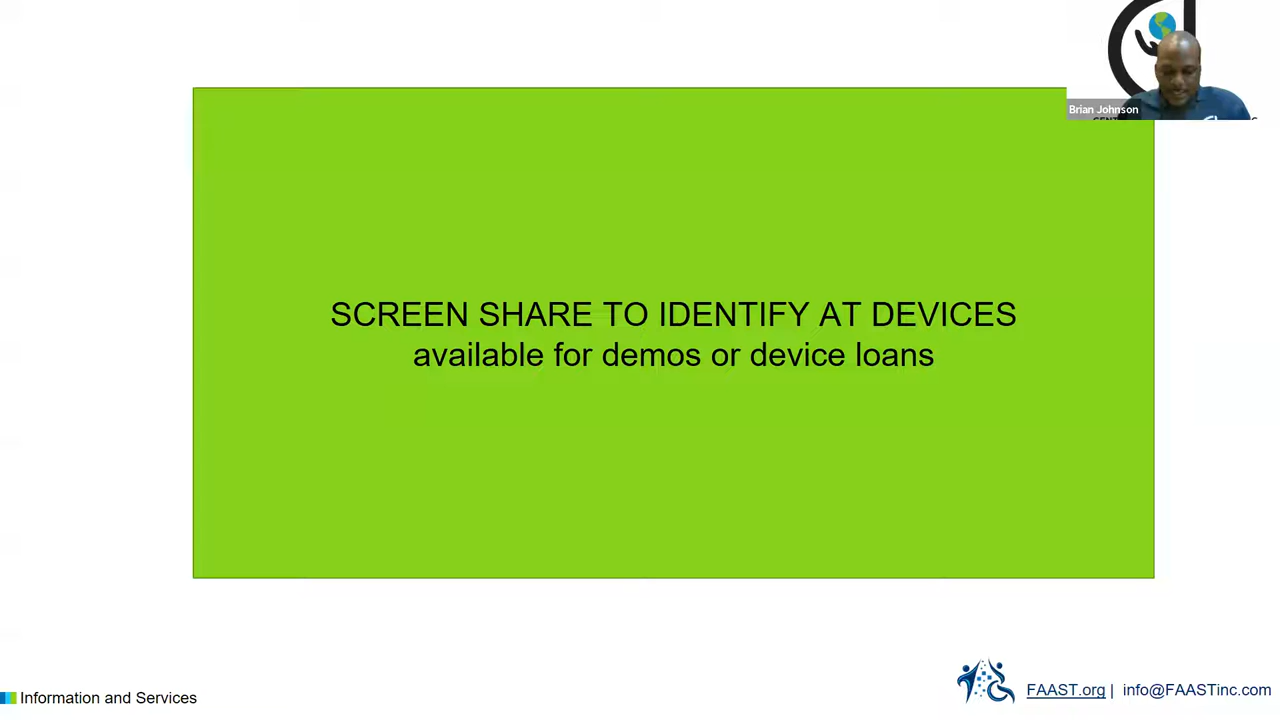 Brian Johnson
SCREEN SHARE TO IDENTIFY AT DEVICES
available for demos or device loans
Information and Services
FAAST.org | info@FAASTinc.com